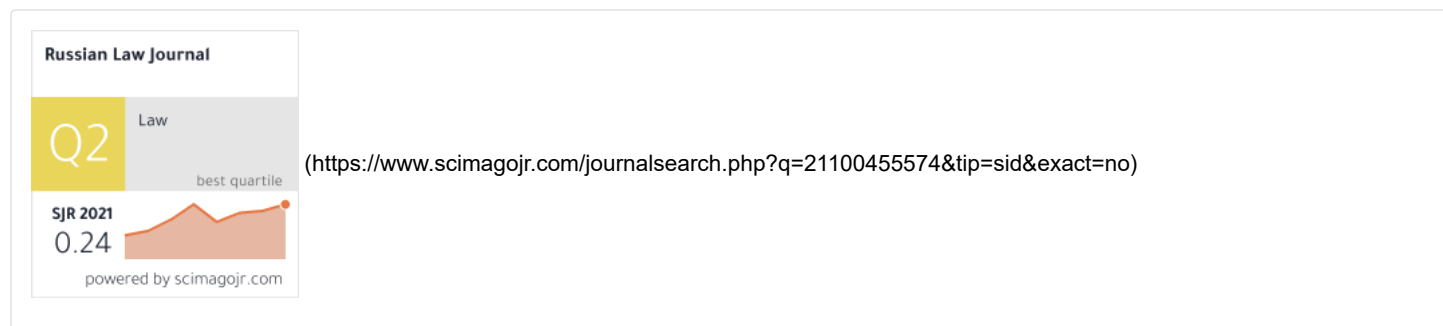 Russian Law Journal
Q2
Law
best quartile
SJR 2021
0.24
powered by scimagojr.com
(https://www.scimagojr.com/journalsearch.php?q=21100455574&tip=sid&exact=no)